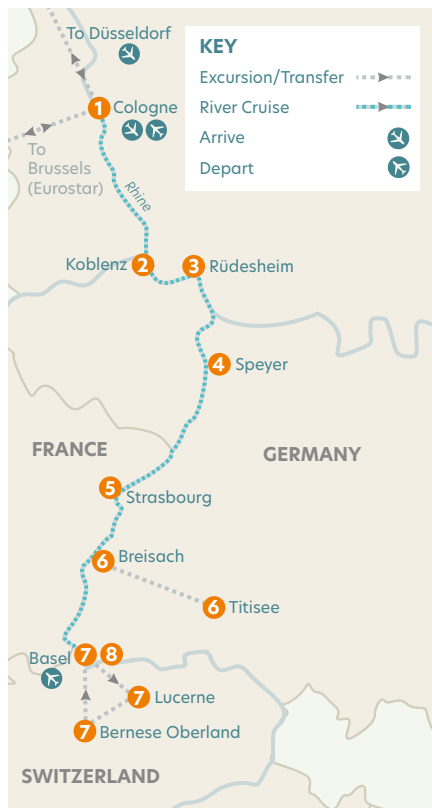 To Düsseldorf
KEY
Excursion/Transfer
River Cruise
Arrive
Depart
1 Cologne
To
Brussels
(Eurostar)
Rhine
Koblenz 2
3 Rüdesheim
4 Speyer
FRANCE
GERMANY
5
Strasbourg
Breisach
6
6 Titisee
Basel 7 8
7 Lucerne
7 Bernese Oberland
SWITZERLAND